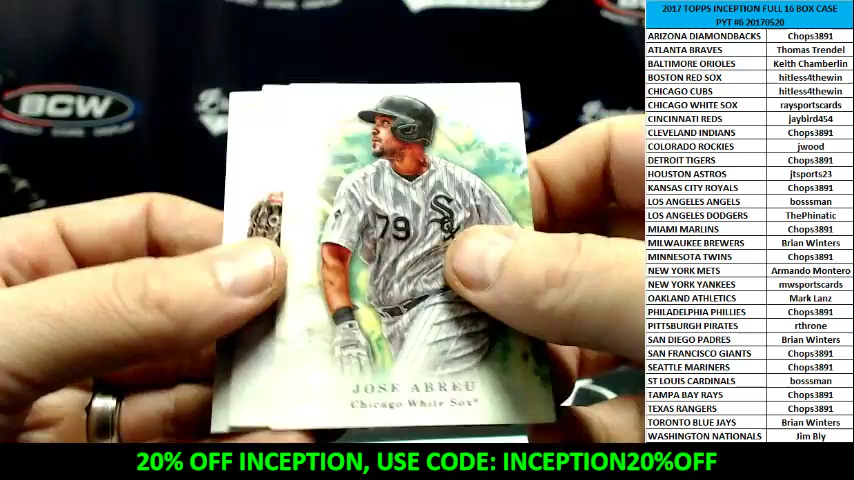 2017 TOPPS INCEPTION FULL 16 BOX CASE
PYT #6 20170520
ARIZONA DIAMONDBACKS Chops3891
ATLANTA BRAVES Thomas Trendel
BALTIMORE ORIOLES Keith Chamberlin
BOSTON RED SOX hitless4thewin
CHICAGO CUBS hitless4thewin
CHICAGO WHITE SOX raysportscards
CINCINNATI REDS jaybird454
CLEVELAND INDIANS Chops3891
COLORADO ROCKIES jwood
DETROIT TIGERS Chops3891
HOUSTON ASTROS jtsports23
KANSAS CITY ROYALS Chops3891
LOS ANGELS ANGELS bosssman
LOS ANGELES DODGERS ThePhinatic
MIAMI MARLINS Chops3891
MILWAUKEE BREWERS Brian Winters
MINNESOTA TWINS Chops3891
NEW YORK METS Armando Montero
NEW YORK YANKEES mwsportscards
OAKLAND ATHLETICS Mark Lanz
PHILADELPHIA PHILLIES Chops3891
PITTSBURGH PIRATES rthrone
SAN DIEGO PADRES Brian Winters
SAN FRANCISCO GIANTS Chops3891
SEATTLE MARINERS Chops3891
ST LOUIS CARDINALS bosssman
TAMPA BAY RAYS Chops3891
TEXAS RANGERS Chops3891
TORONTO BLUE JAYS Brian Winters
WASHINGTON NATIONALS Jim Bly
BCW
79
Sox
JOSE ABREU
Chicago White Sox
20% OFF INCEPTION, USE CODE: INCEPTION20%OFF